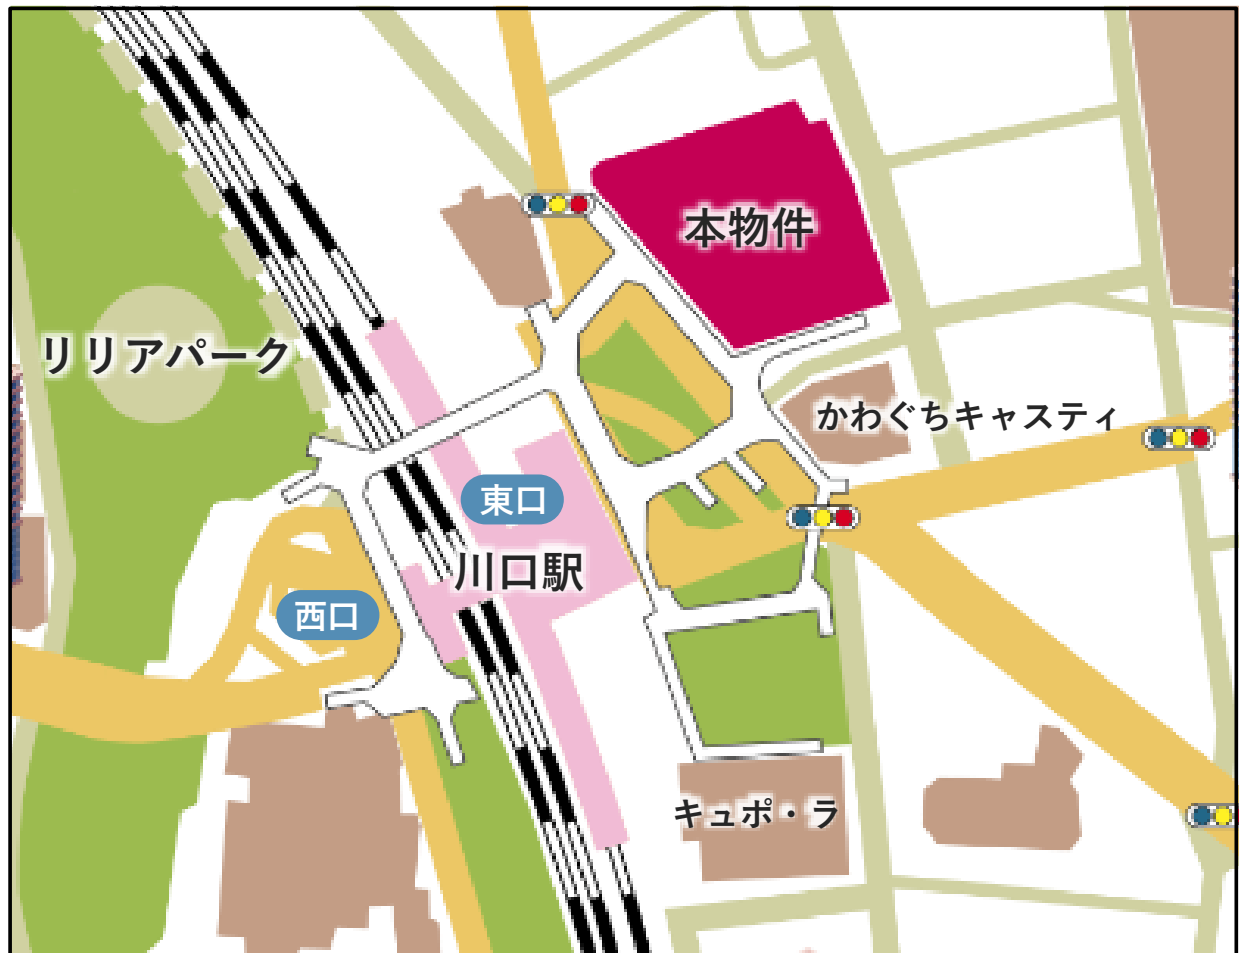 本物件
リリアパーク
かわぐちキャスティ
東口
川口駅
西口
キュポ・ラ